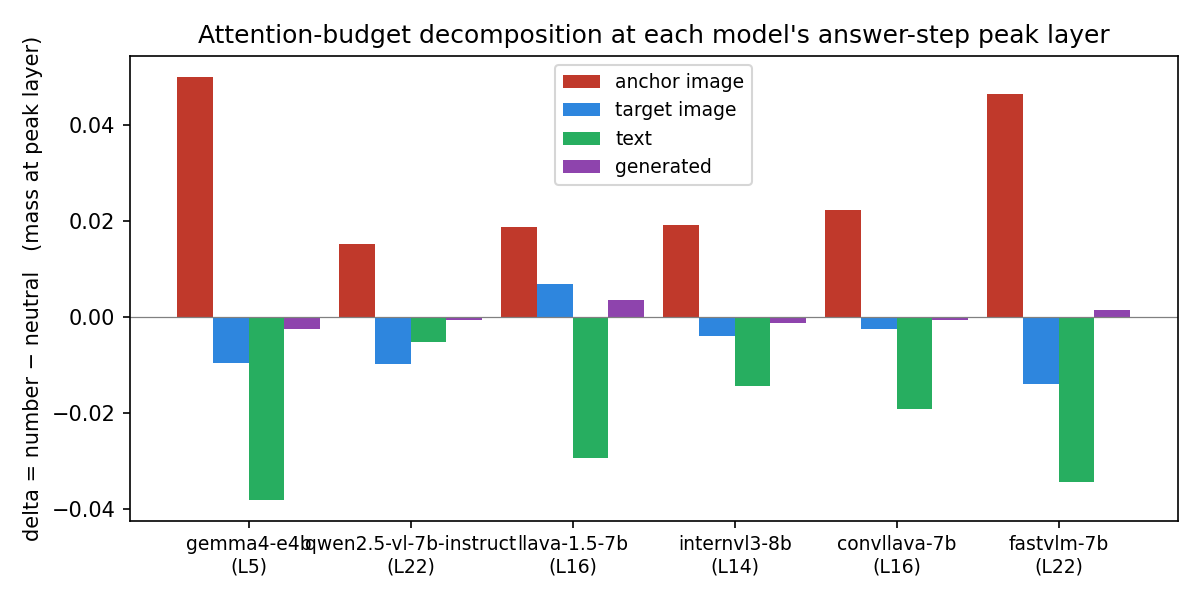 Attention-budget decomposition at each model's answer-step peak layer
delta = number − neutral   (mass at peak layer)
anchor image
target image
text
generated
0.04
0.02
0.00
−0.02
−0.04
gemma4-e4b
(L5)
qwen2.5-vl-7b-instruct
(L22)
llava-1.5-7b
(L16)
internvl3-8b
(L14)
convllava-7b
(L16)
fastvlm-7b
(L22)